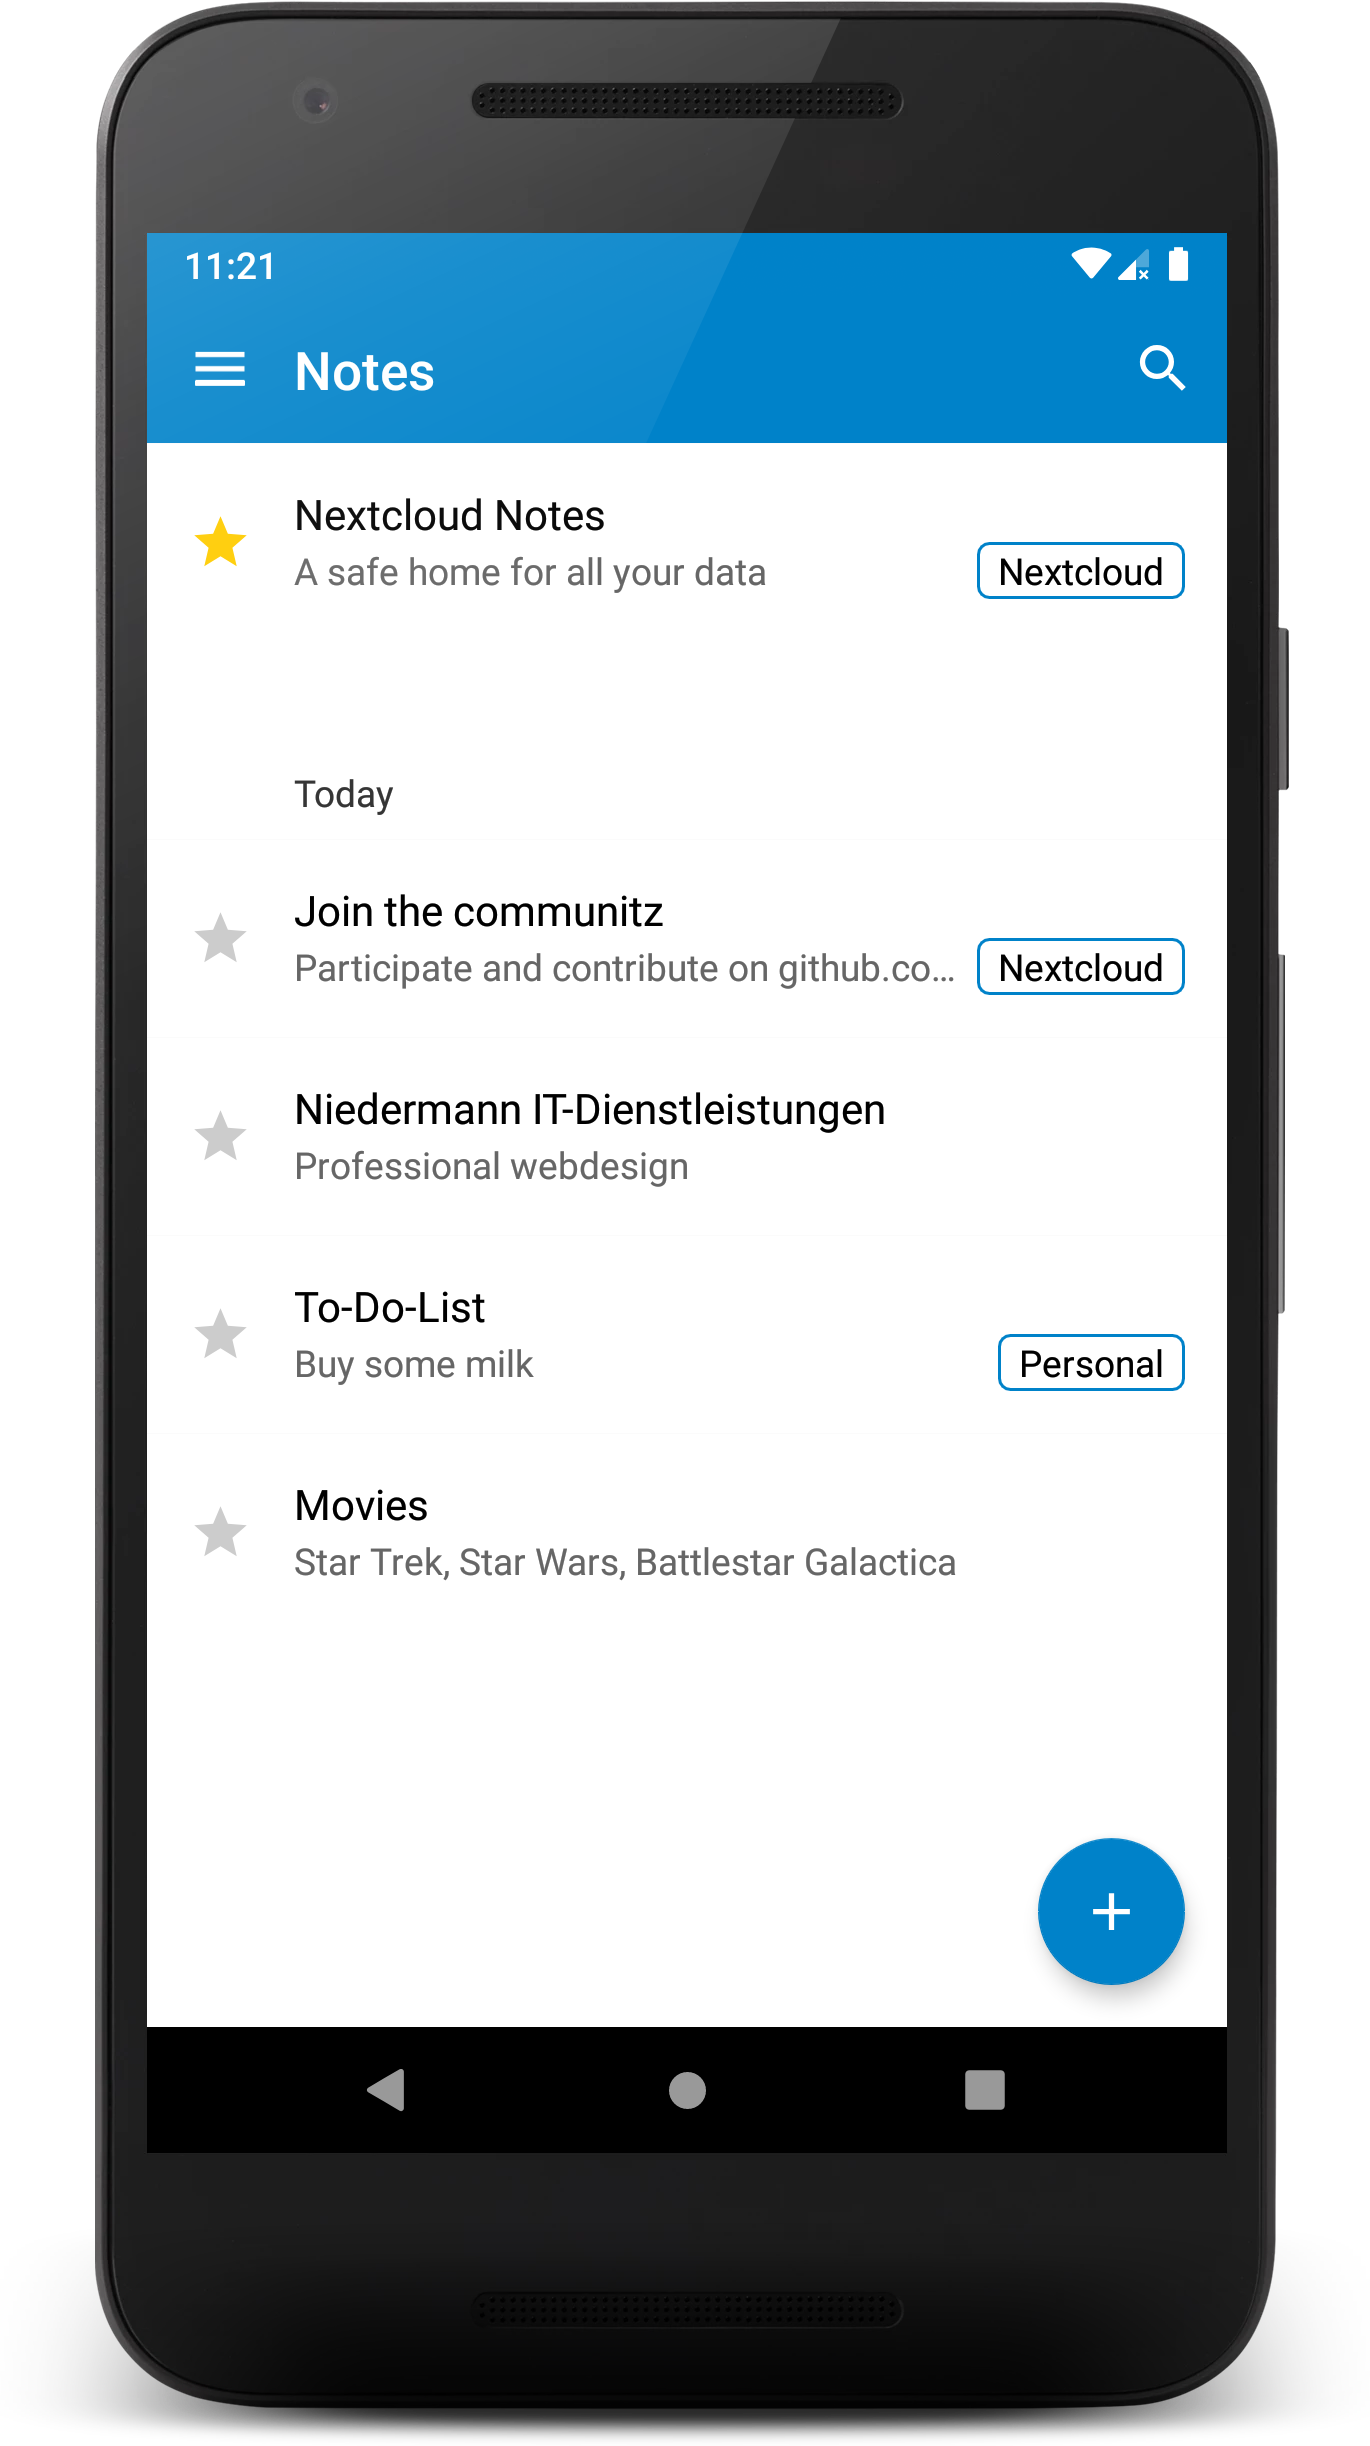 11:21
Notes
Nextcloud Notes
A safe home for all your data
Nextcloud
Today
Join the communitz
Participate and contribute on github.co...
Nextcloud
Niedermann IT-Dienstleistungen
Professional webdesign
To-Do-List
Buy some milk
Personal
Movies
Star Trek, Star Wars, Battlestar Galactica